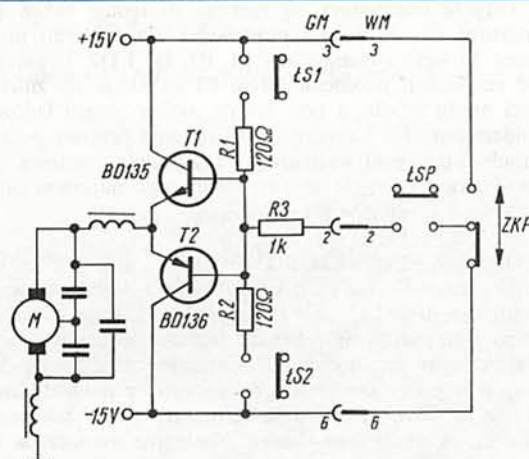 +15V
GM
WM
3
3
tS1
T1
BD135
R1
120Ω
tSP
ZKP
R3
1k
2
2
T2
BD136
R2
120Ω
M
tS2
-15V
6
6